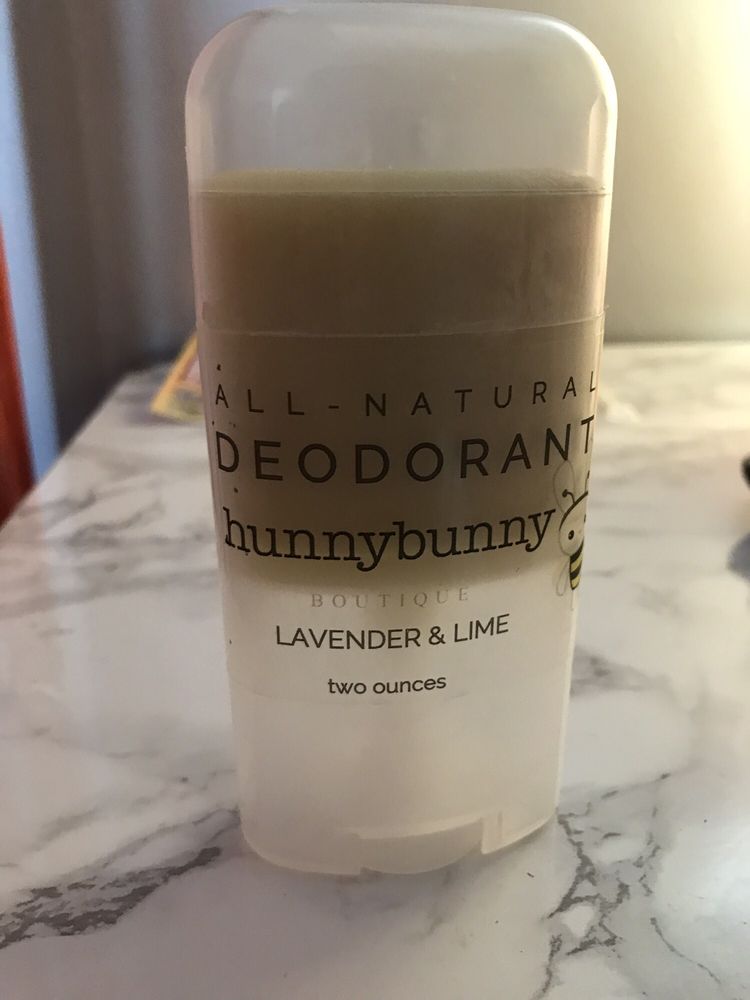 ALL-NATURAL
DEODORANT
hunnybunny
BOUTIQUE
LAVENDER & LIME
two ounces